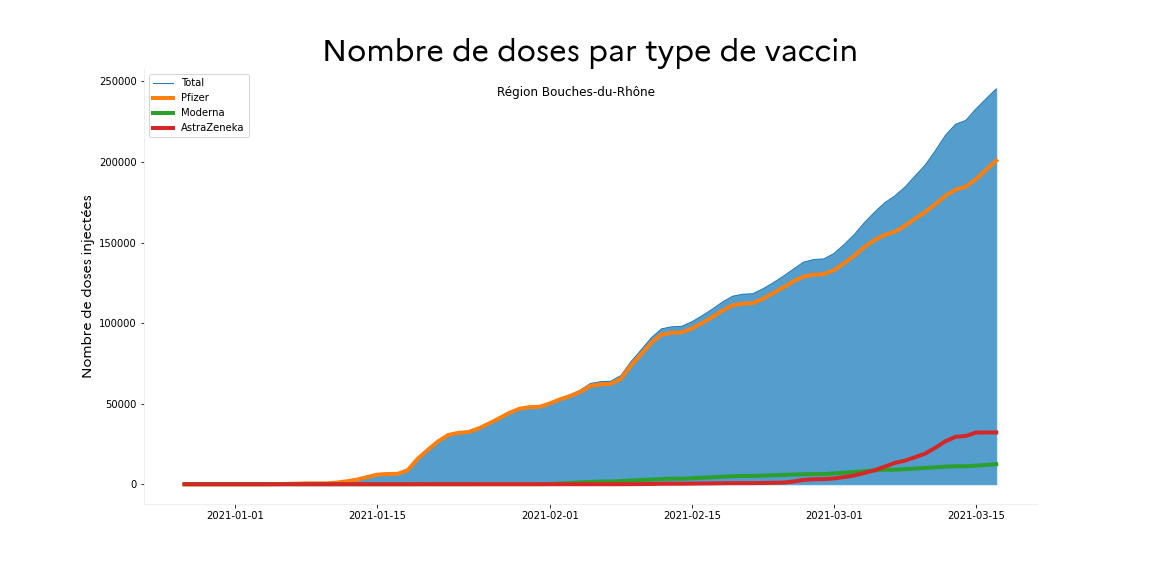 Nombre de doses par type de vaccin
Région Bouches-du-Rhône
Total
Pfizer
Moderna
AstraZeneka
Nombre de doses injectées
250000
200000
150000
100000
50000
0
2021-01-01
2021-01-15
2021-02-01
2021-02-15
2021-03-01
2021-03-15